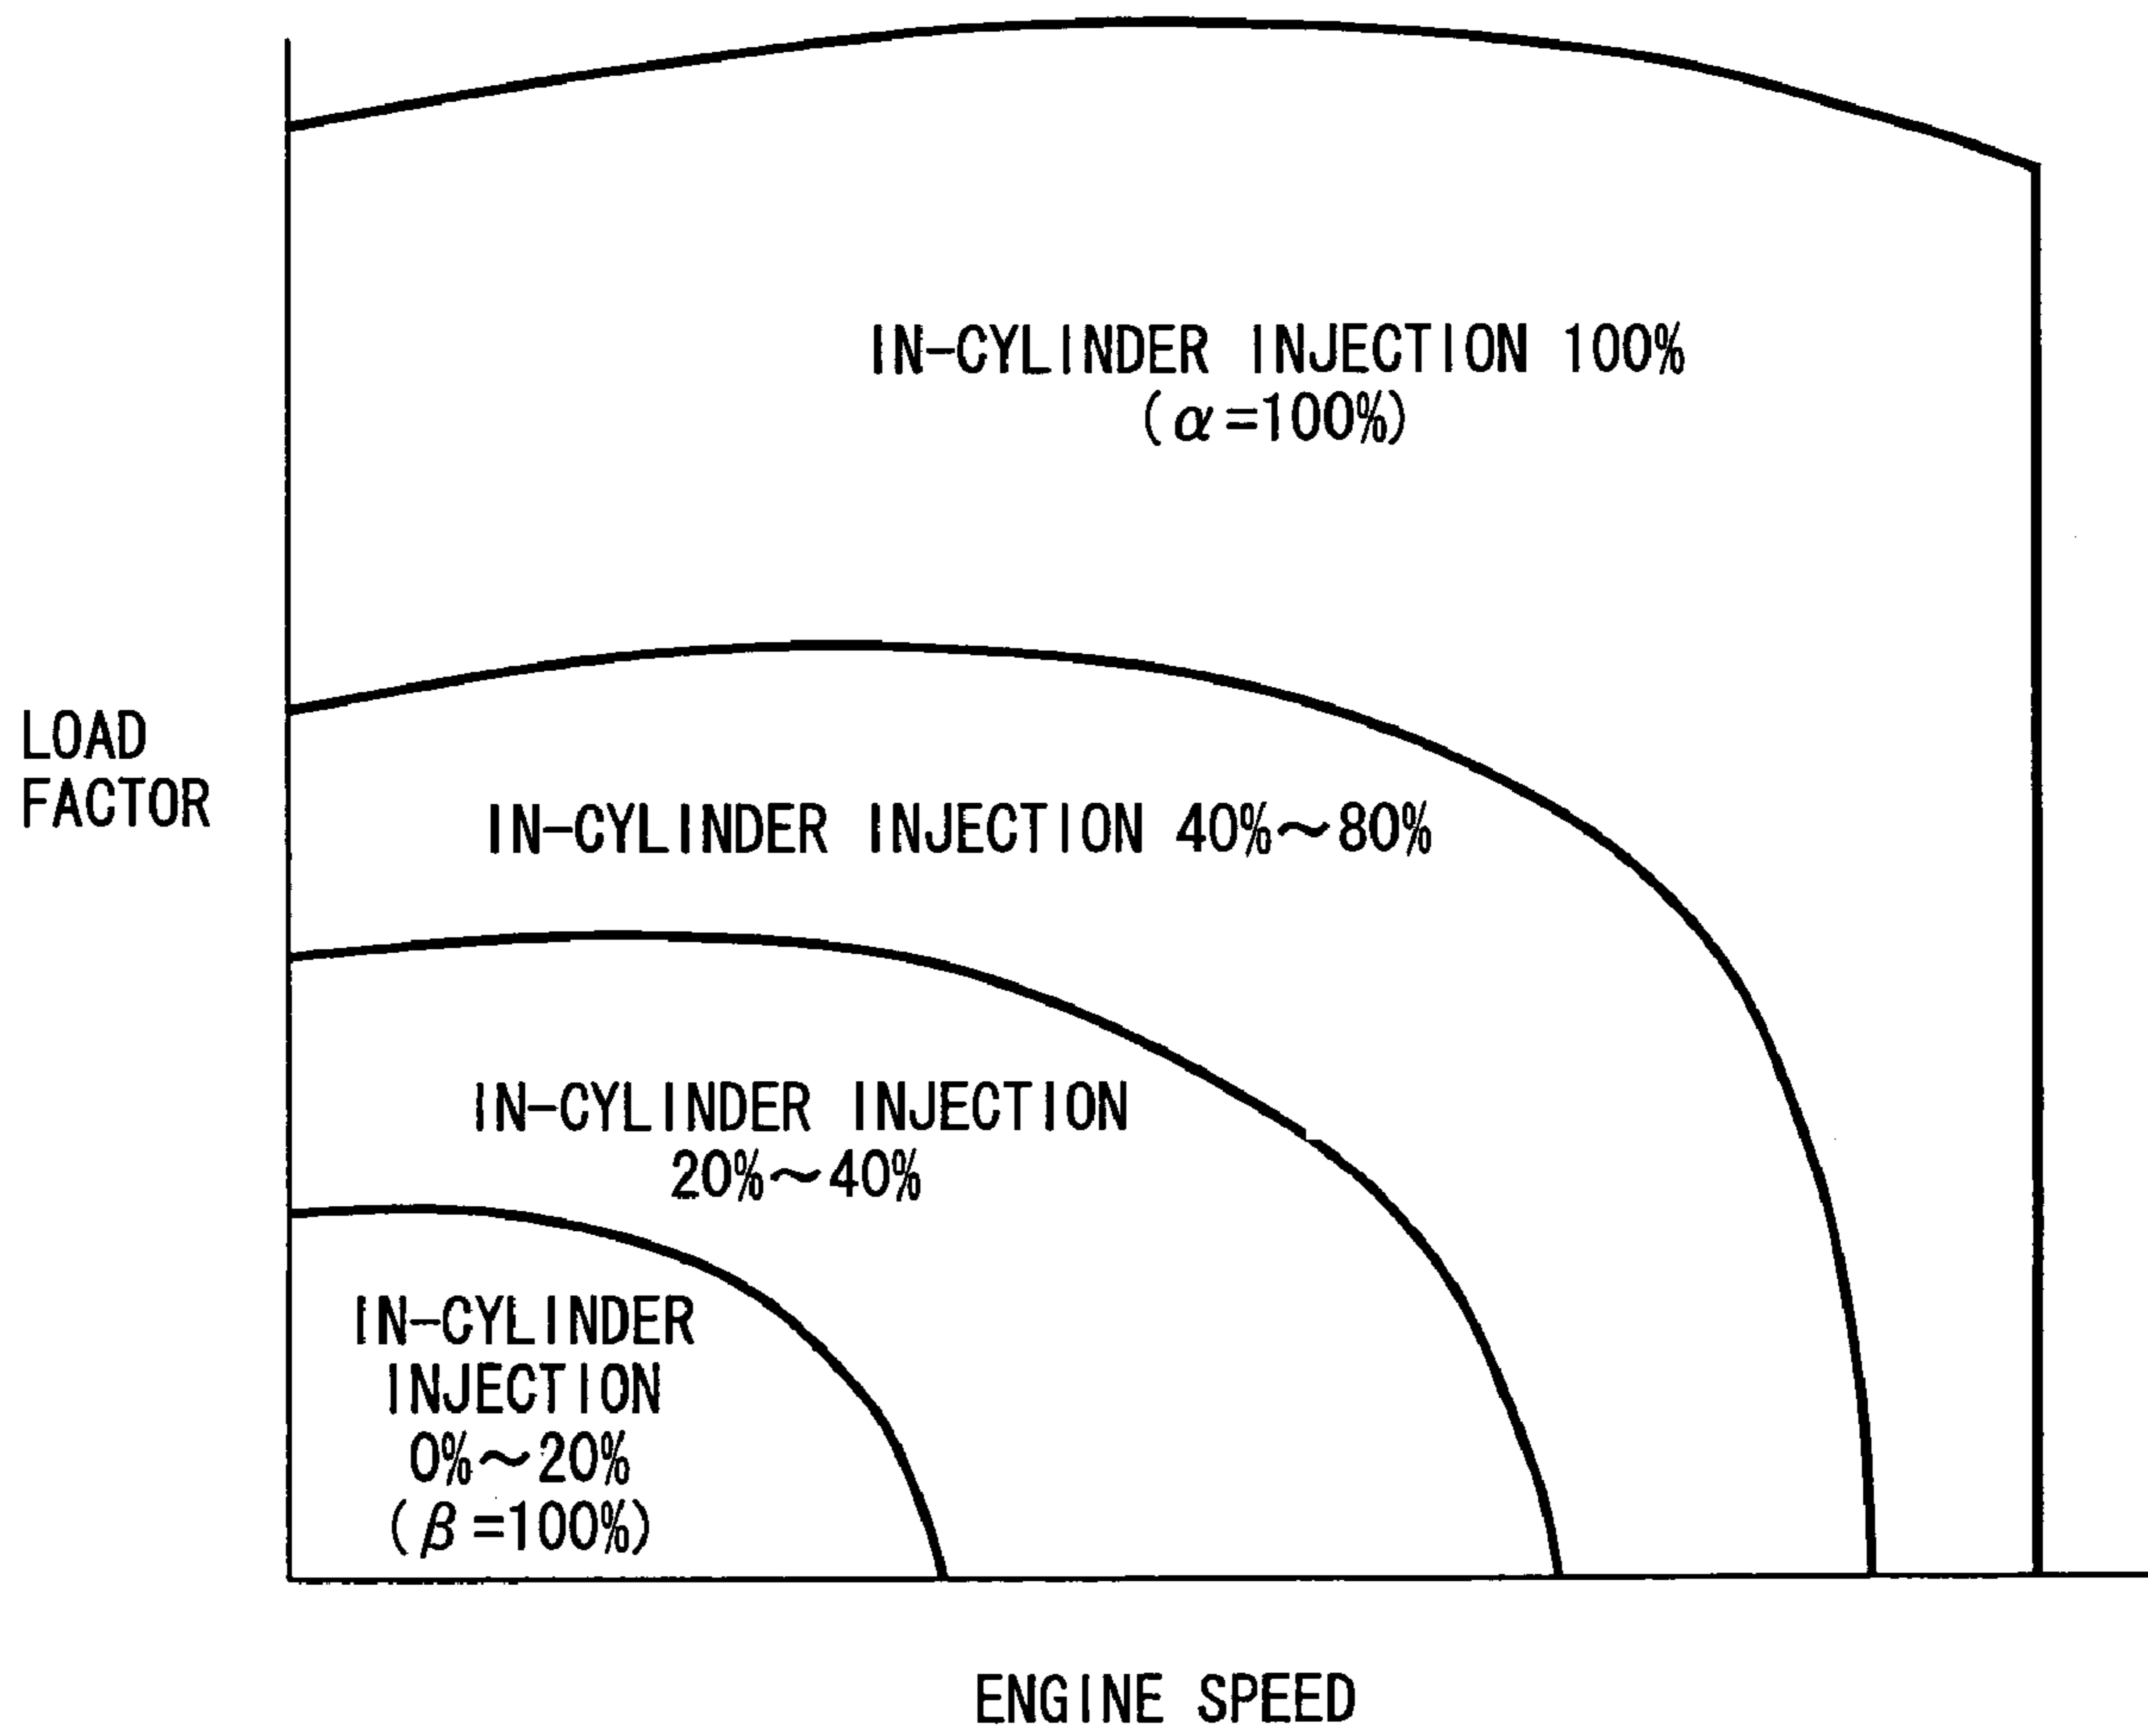 IN-CYLINDER INJECTION 100%
(α=100%)
LOAD
FACTOR
IN-CYLINDER INJECTION 40%～80%
IN-CYLINDER INJECTION
20%～40%
IN-CYLINDER
INJECTION
0%～20%
(β=100%)
ENGINE SPEED